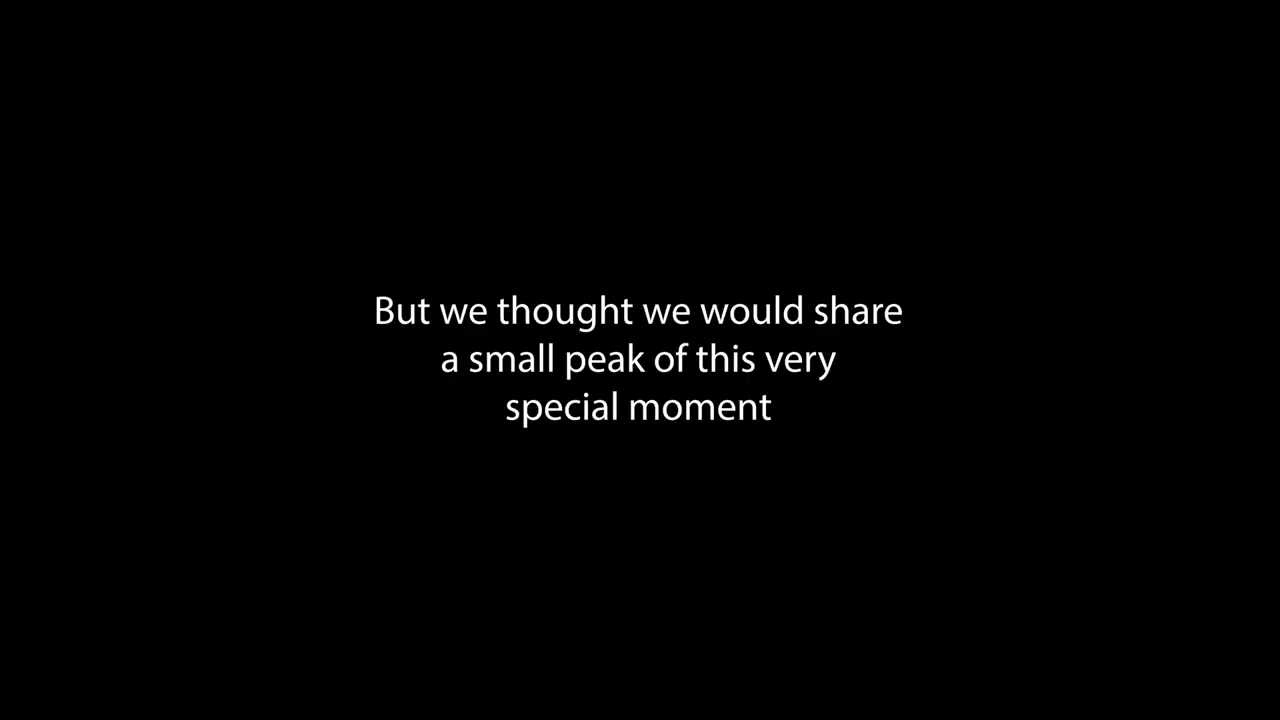 But we thought we would share
a small peak of this very
special moment